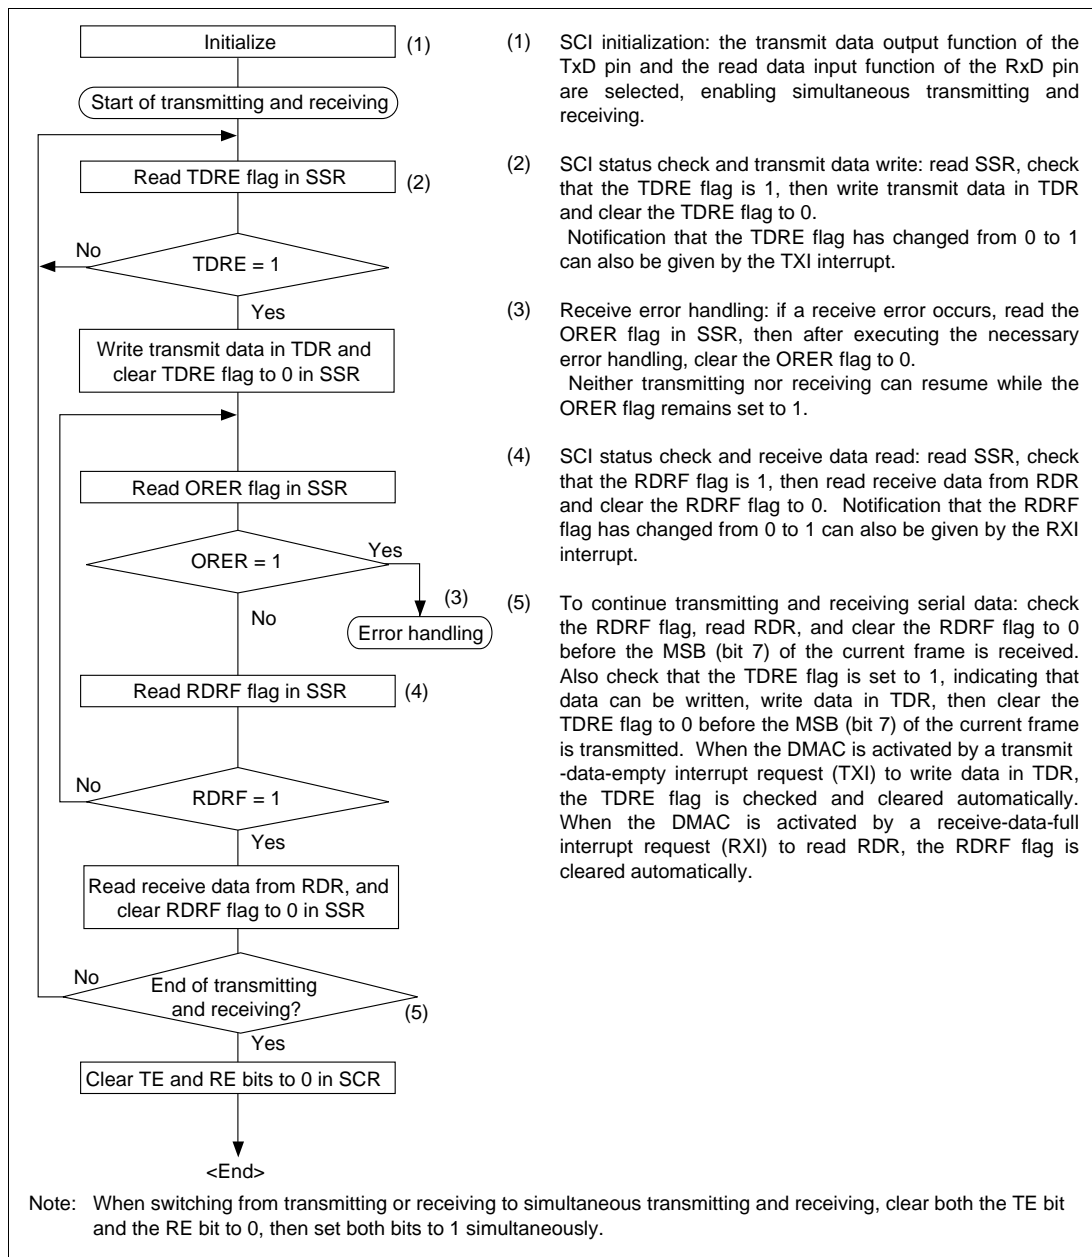 Initialize
(1)
Start of transmitting and receiving
Read TDRE flag in SSR
(2)
No
TDRE = 1
Yes
Write transmit data in TDR and
clear TDRE flag to 0 in SSR
Read ORER flag in SSR
ORER = 1
Yes
(3)
No
Error handling
Read RDRF flag in SSR
(4)
No
RDRF = 1
Yes
Read receive data from RDR, and
clear RDRF flag to 0 in SSR
No
End of transmitting
and receiving?
(5)
Yes
Clear TE and RE bits to 0 in SCR
<End>
(1) SCI initialization: the transmit data output function of the
TxD pin and the read data input function of the RxD pin
are selected, enabling simultaneous transmitting and
receiving.
(2) SCI status check and transmit data write: read SSR, check
that the TDRE flag is 1, then write transmit data in TDR
and clear the TDRE flag to 0.
Notification that the TDRE flag has changed from 0 to 1
can also be given by the TXI interrupt.
(3) Receive error handling: if a receive error occurs, read the
ORER flag in SSR, then after executing the necessary
error handling, clear the ORER flag to 0.
Neither transmitting nor receiving can resume while the
ORER flag remains set to 1.
(4) SCI status check and receive data read: read SSR, check
that the RDRF flag is 1, then read receive data from RDR
and clear the RDRF flag to 0. Notification that the RDRF
flag has changed from 0 to 1 can also be given by the RXI
interrupt.
(5) To continue transmitting and receiving serial data: check
the RDRF flag, read RDR, and clear the RDRF flag to 0
before the MSB (bit 7) of the current frame is received.
Also check that the TDRE flag is set to 1, indicating that
data can be written, write data in TDR, then clear the
TDRE flag to 0 before the MSB (bit 7) of the current frame
is transmitted. When the DMAC is activated by a transmit
-data-empty interrupt request (TXI) to write data in TDR,
the TDRE flag is checked and cleared automatically.
When the DMAC is activated by a receive-data-full
interrupt request (RXI) to read RDR, the RDRF flag is
cleared automatically.
Note: When switching from transmitting or receiving to simultaneous transmitting and receiving, clear both the TE bit
and the RE bit to 0, then set both bits to 1 simultaneously.